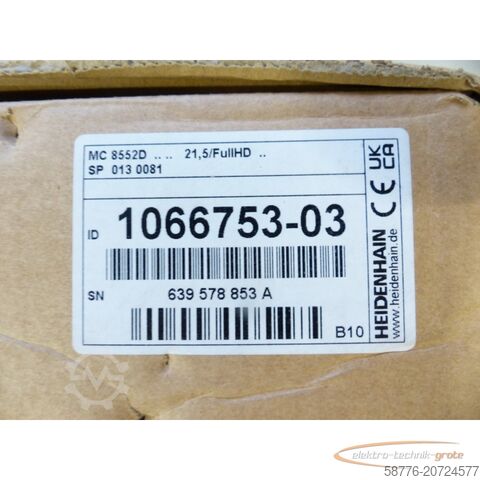 MC 8552D .. .. 21,5/FullHD ..
SP 013 0081
ID 1066753-03
SN 639 578 853 A
B10
HEIDENHAIN
www.heidenhain.de
CE UK CA
elektro-technik-grote
58776-20724577